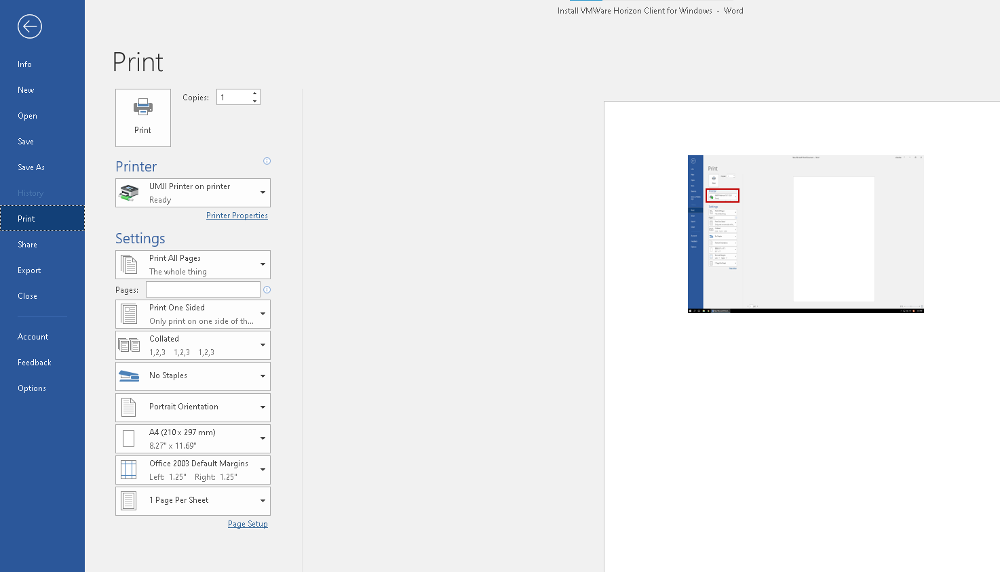 Install VMWare Horizon Client for Windows - Word
Info
New
Open
Save
Save As
History
Print
Share
Export
Close
Account
Feedback
Options
Print
Print
Copies: 1
Printer
UMJI Printer on printer
Ready
Printer Properties
Settings
Print All Pages
The whole thing
Pages:
Print One Sided
Only print on one side of th...
Collated
1,2,3 1,2,3 1,2,3
No Staples
Portrait Orientation
A4 (210 x 297 mm)
8.27" x 11.69"
Office 2003 Default Margins
Left: 1.25" Right: 1.25"
1 Page Per Sheet
Page Setup
Print
Settings